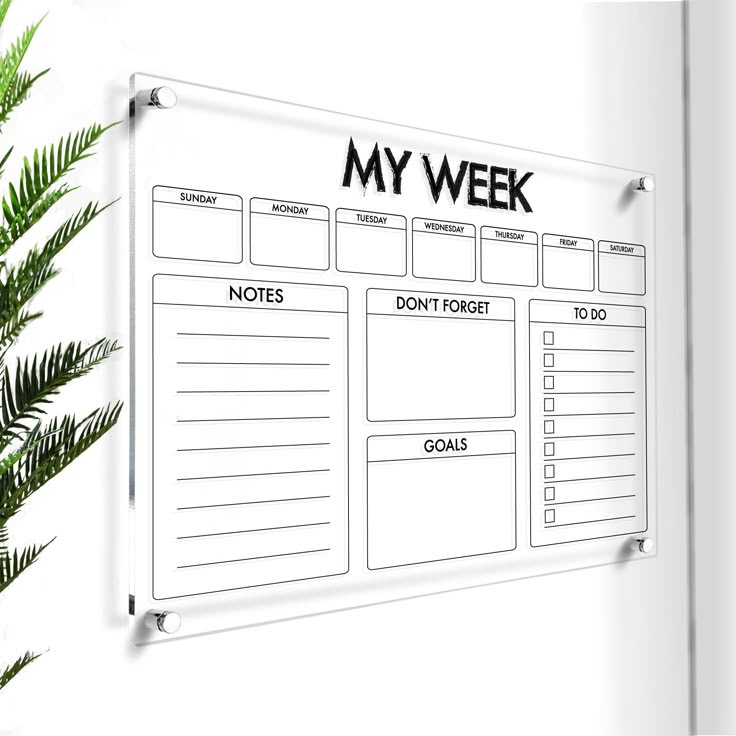 MY WEEK
SUNDAY MONDAY TUESDAY WEDNESDAY THURSDAY FRIDAY SATURDAY
NOTES DON'T FORGET TO DO
GOALS